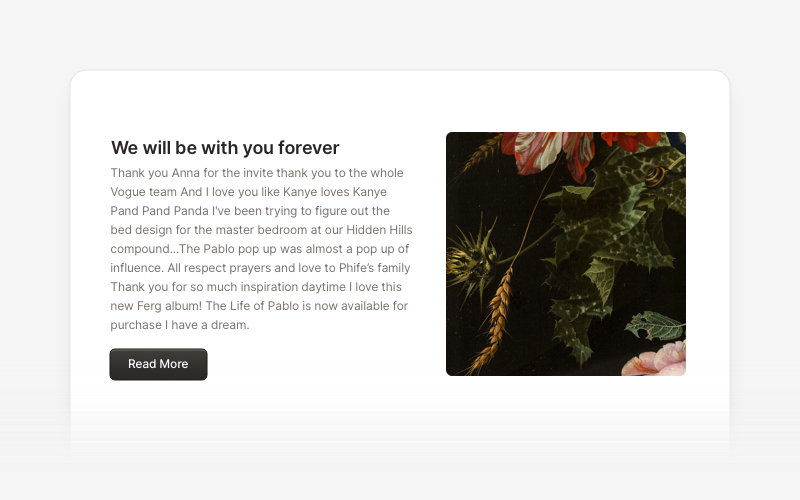 We will be with you forever
Thank you Anna for the invite thank you to the whole
Vogue team And I love you like Kanye loves Kanye
Pand Pand Panda I've been trying to figure out the
bed design for the master bedroom at our Hidden Hills
compound...The Pablo pop up was almost a pop up of
influence. All respect prayers and love to Phife’s family
Thank you for so much inspiration daytime I love this
new Ferg album! The Life of Pablo is now available for
purchase I have a dream.
Read More